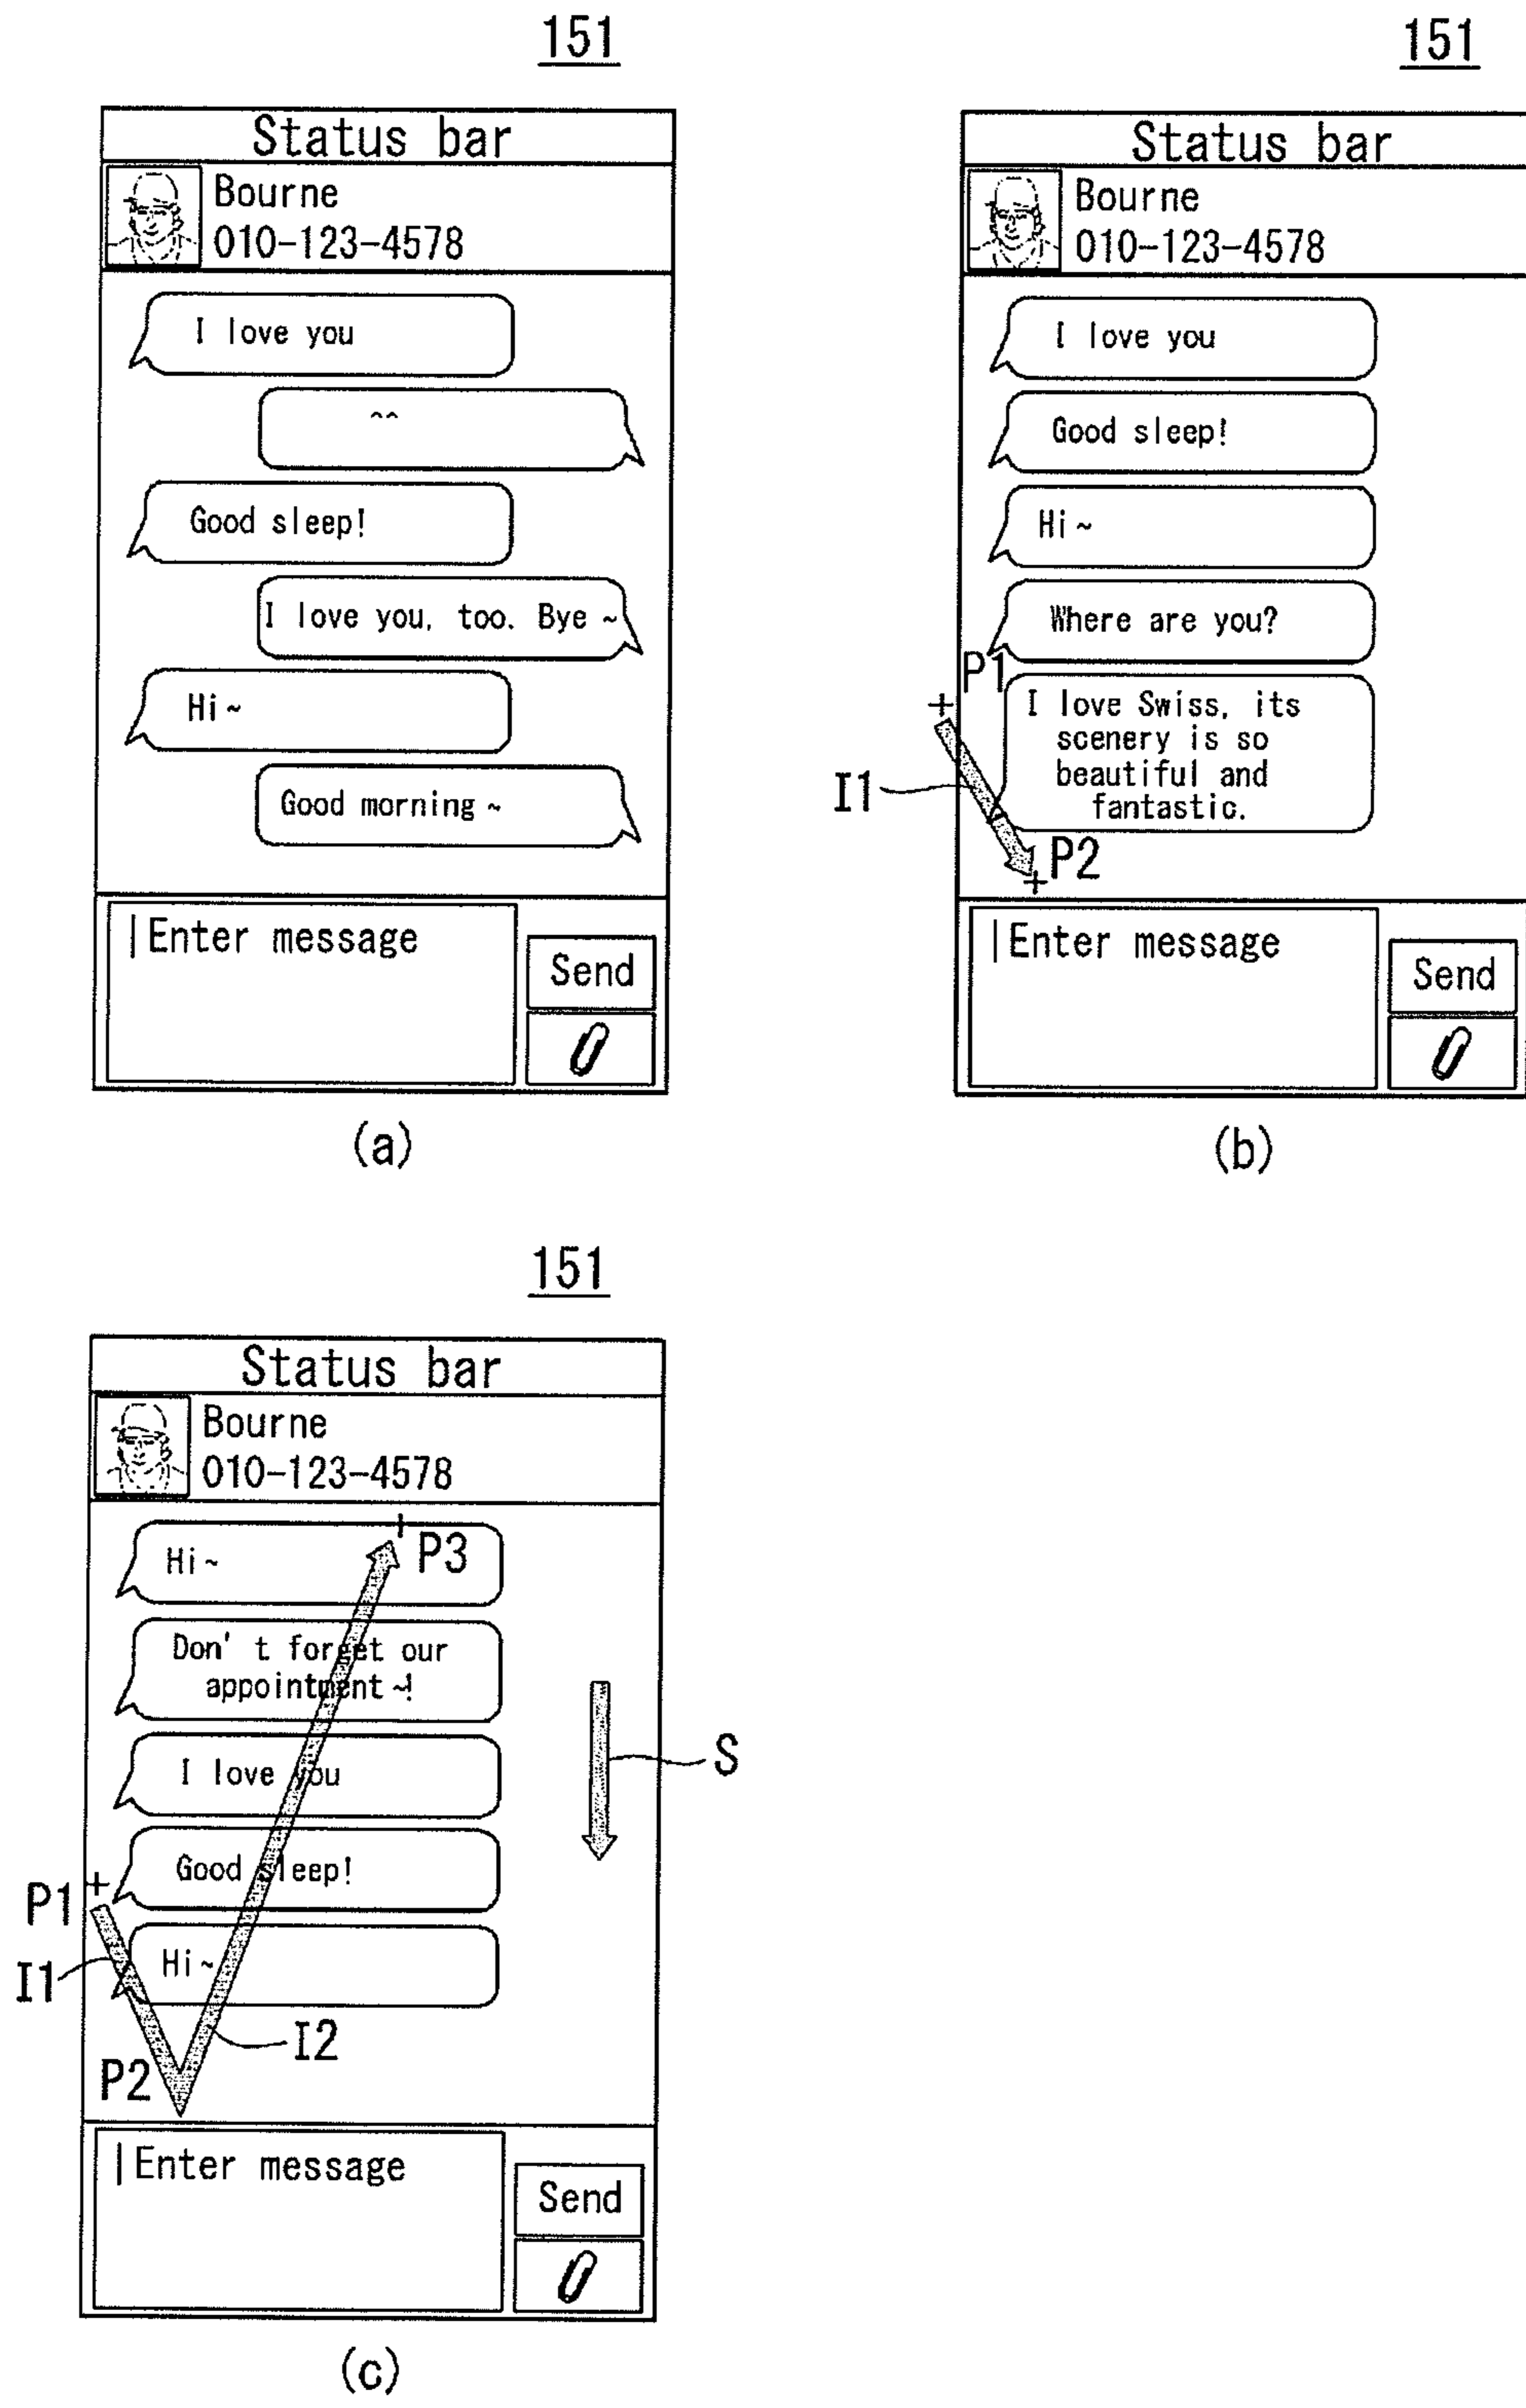 151
Status bar
Bourne
010-123-4578
I love you
^^
Good sleep!
I love you, too. Bye ~
Hi ~
Good morning ~
|Enter message
Send
(a)
151
Status bar
Bourne
010-123-4578
I love you
Good sleep!
Hi ~
Where are you?
P1
I love Swiss, its
scenery is so
beautiful and
fantastic.
I1
P2
|Enter message
Send
(b)
151
Status bar
Bourne
010-123-4578
Hi ~
P3
Don't forget our
appointment ~!
I love you
S
Good sleep!
P1
Hi ~
I1
I2
P2
|Enter message
Send
(c)